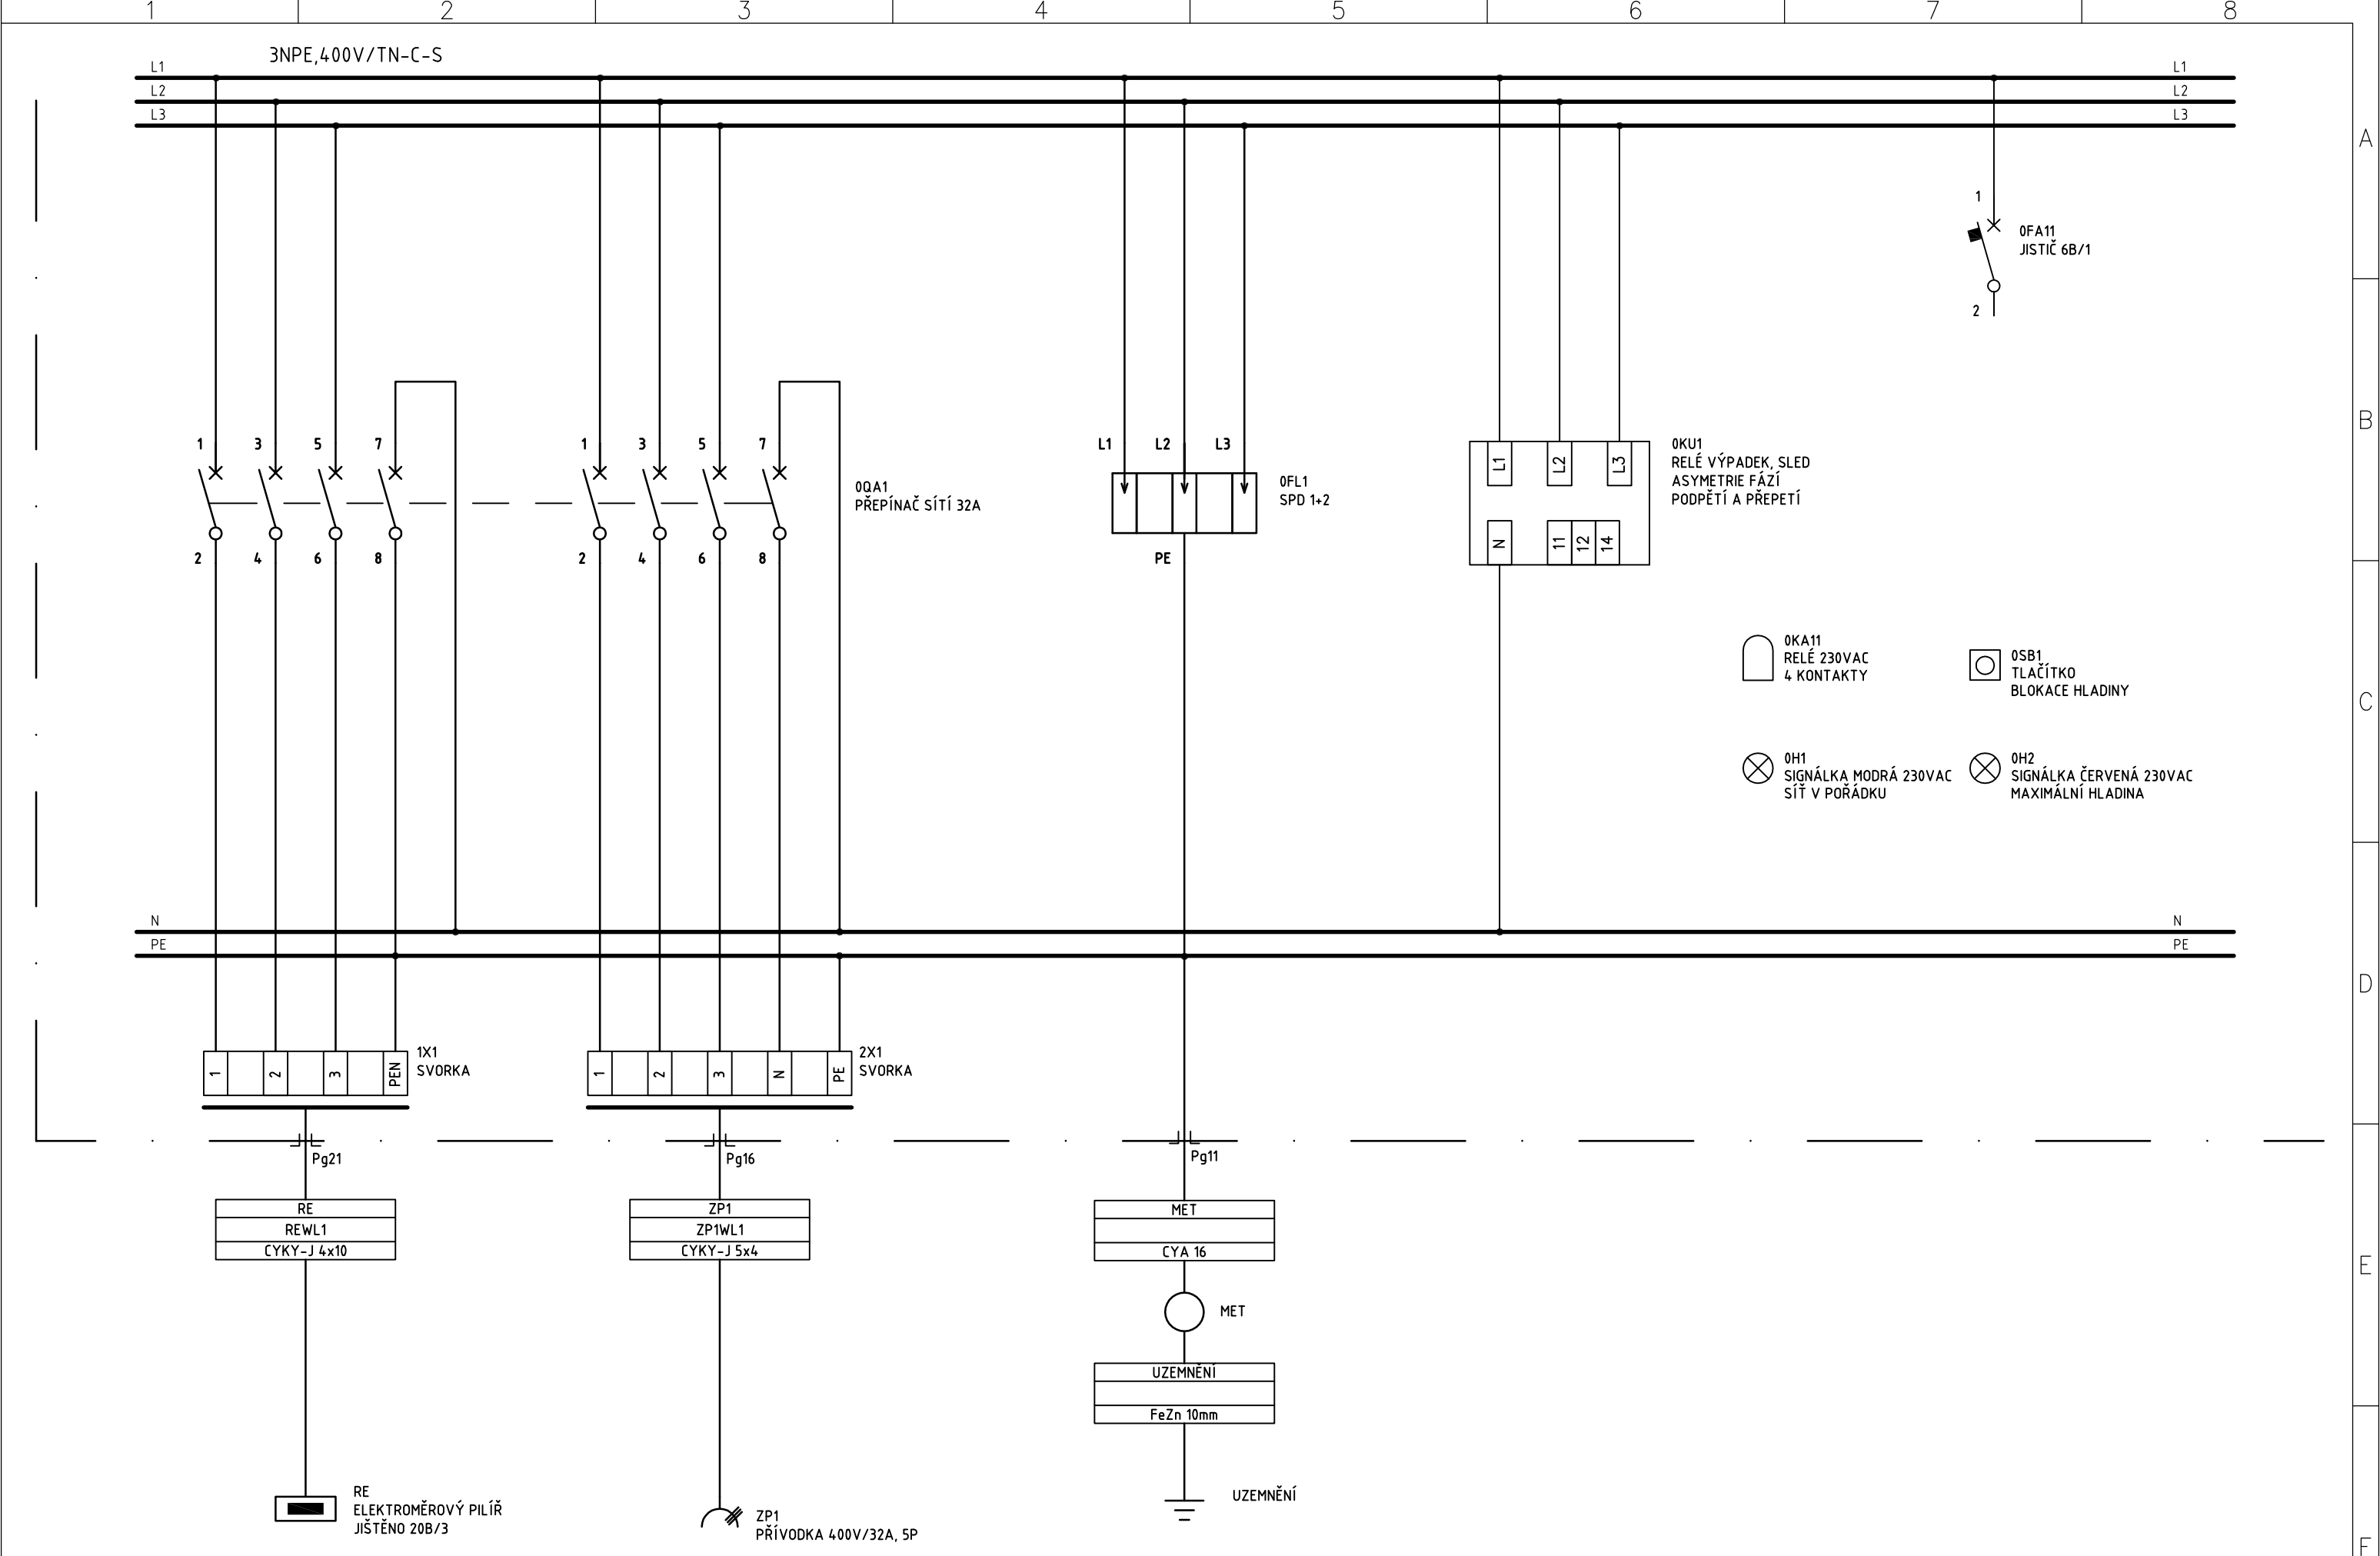 1 2 3 4 5 6 7 8
3NPE,400V/TN-C-S
L1 L1
L2 L2
L3 L3
A
1
0FA11
JISTIČ 6B/1
2
B
1 3 5 7
2 4 6 8
1 3 5 7
2 4 6 8
0QA1
PŘEPÍNAČ SÍTÍ 32A
L1 L2 L3
0FL1
SPD 1+2
PE
L1 L2 L3
N 11 12 14
0KU1
RELÉ VÝPADEK, SLED
ASYMETRIE FÁZÍ
PODPĚTÍ A PŘEPETÍ
C
0KA11
RELÉ 230VAC
4 KONTAKTY
0SB1
TLAČÍTKO
BLOKACE HLADINY
0H1
SIGNÁLKA MODRÁ 230VAC
SÍŤ V POŘÁDKU
0H2
SIGNÁLKA ČERVENÁ 230VAC
MAXIMÁLNÍ HLADINA
N N
PE PE
D
1 2 3 PEN
1X1
SVORKA
1 2 3 N PE
2X1
SVORKA
Pg21
Pg16
Pg11
RE
REWL1
CYKY-J 4x10
ZP1
ZP1WL1
CYKY-J 5x4
MET
CYA 16
E
MET
UZEMNĚNÍ
FeZn 10mm
RE
ELEKTROMĚROVÝ PILÍŘ
JIŠTĚNO 20B/3
ZP1
PŘÍVODKA 400V/32A, 5P
UZEMNĚNÍ